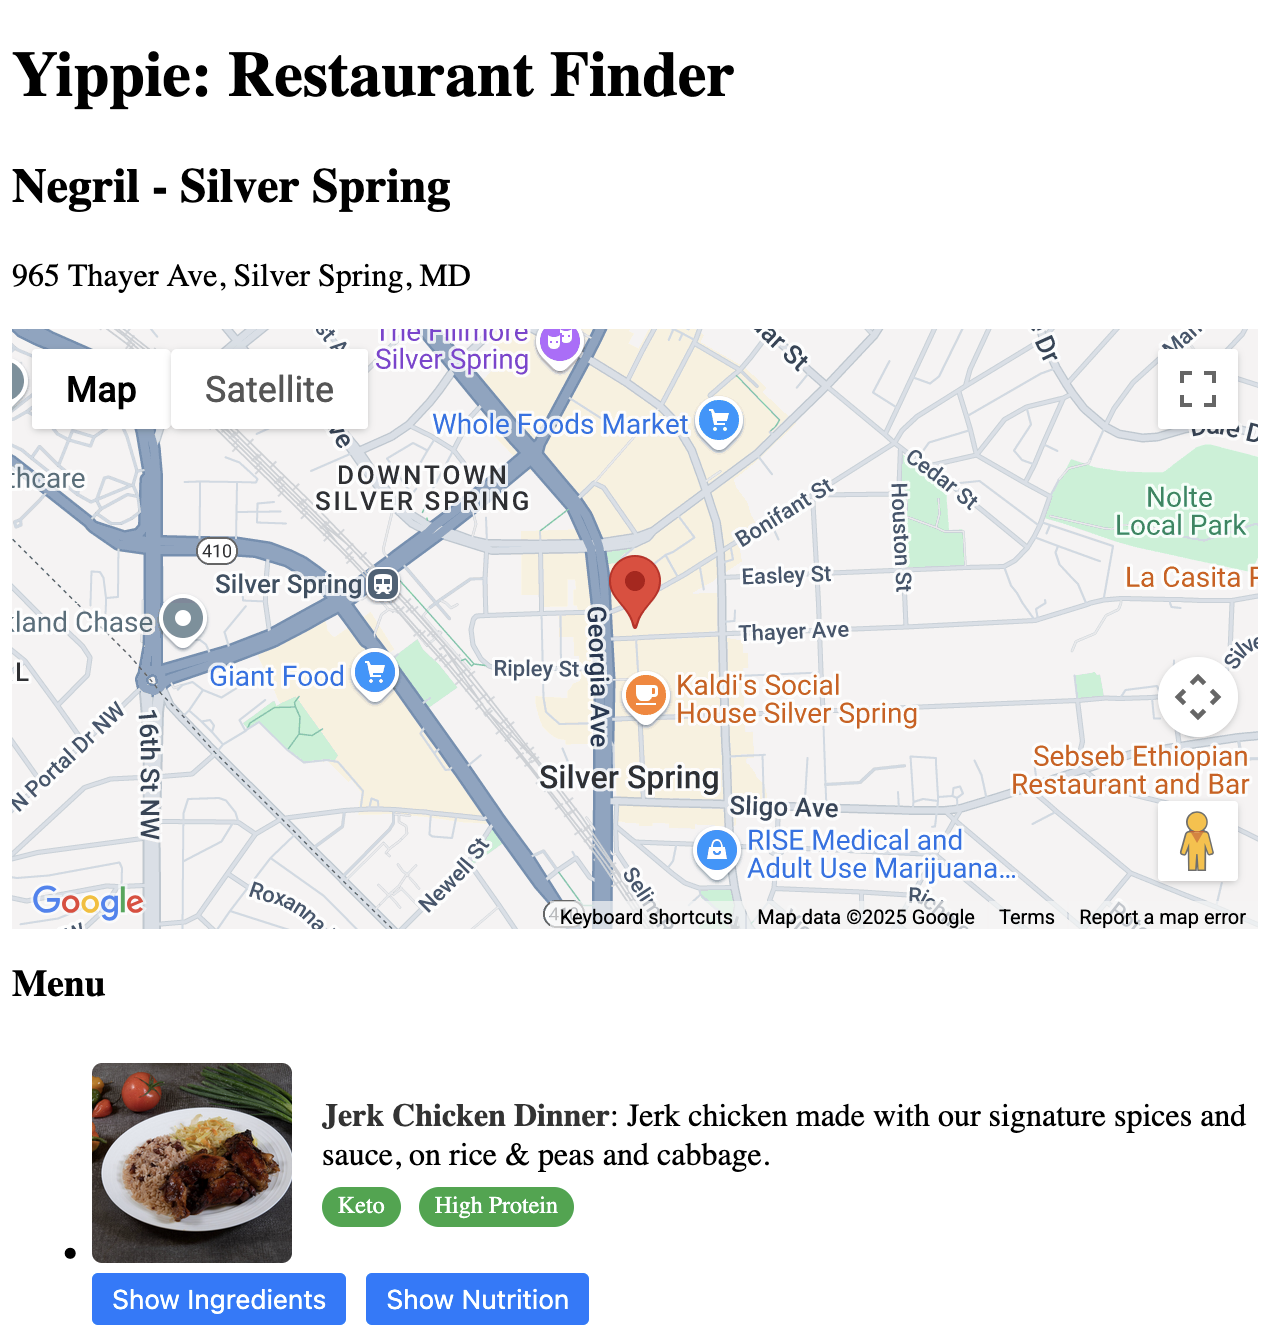 Yippie: Restaurant Finder
Negril - Silver Spring
965 Thayer Ave, Silver Spring, MD
Map
Satellite
The Fillmore
Silver Spring
Whole Foods Market
DOWNTOWN
SILVER SPRING
Cedar St
Bonifant St
Houston St
Nolte
Local Park
410
Silver Spring
Easley St
La Casita
Thayer Ave
Chase
Georgia Ave
Ripley St
Giant Food
Kaldi's Social
House Silver Spring
N Portal Dr NW
16th St NW
Silver Spring
Sebseb Ethiopian
Restaurant and Bar
Sligo Ave
RISE Medical and
Adult Use Marijuana...
Newell St
Roxanna
Google
Keyboard shortcuts
Map data ©2025 Google
Terms
Report a map error
Menu
Jerk Chicken Dinner: Jerk chicken made with our signature spices and
sauce, on rice & peas and cabbage.
Keto
High Protein
Show Ingredients
Show Nutrition